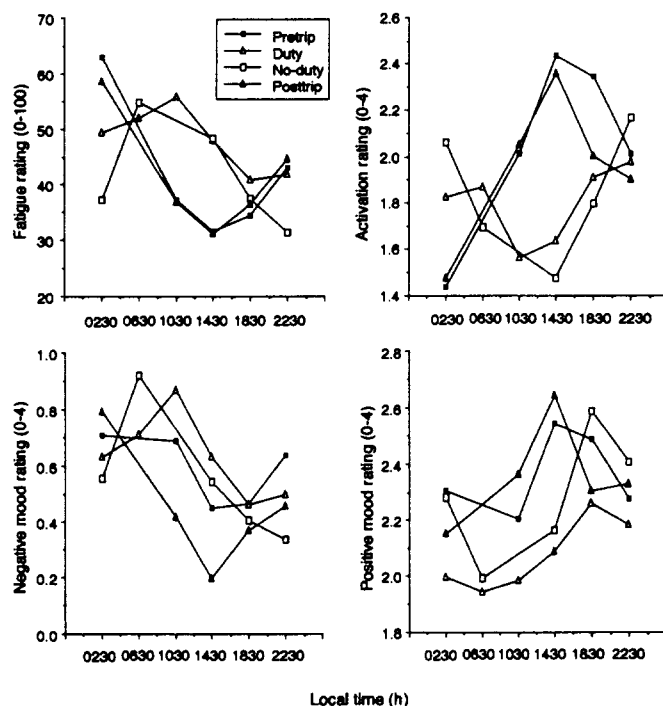 Fatigue rating (0-100)
70
60
50
40
30
20
0230 0630 1030 1430 1830 2230
Pretrip
Duty
No-duty
Posttrip
Activation rating (0-4)
2.6
2.4
2.2
2.0
1.8
1.6
1.4
0230 0630 1030 1430 1830 2230
Negative mood rating (0-4)
1.0
0.8
0.6
0.4
0.2
0.0
0230 0630 1030 1430 1830 2230
Positive mood rating (0-4)
2.8
2.6
2.4
2.2
2.0
1.8
0230 0630 1030 1430 1830 2230
Local time (h)